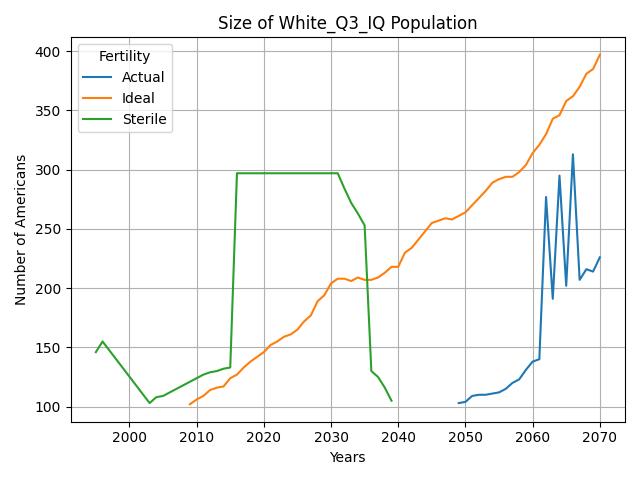 Size of White_Q3_IQ Population
Number of Americans
400
350
300
250
200
150
100
Fertility
Actual
Ideal
Sterile
2000 2010 2020 2030 2040 2050 2060 2070
Years